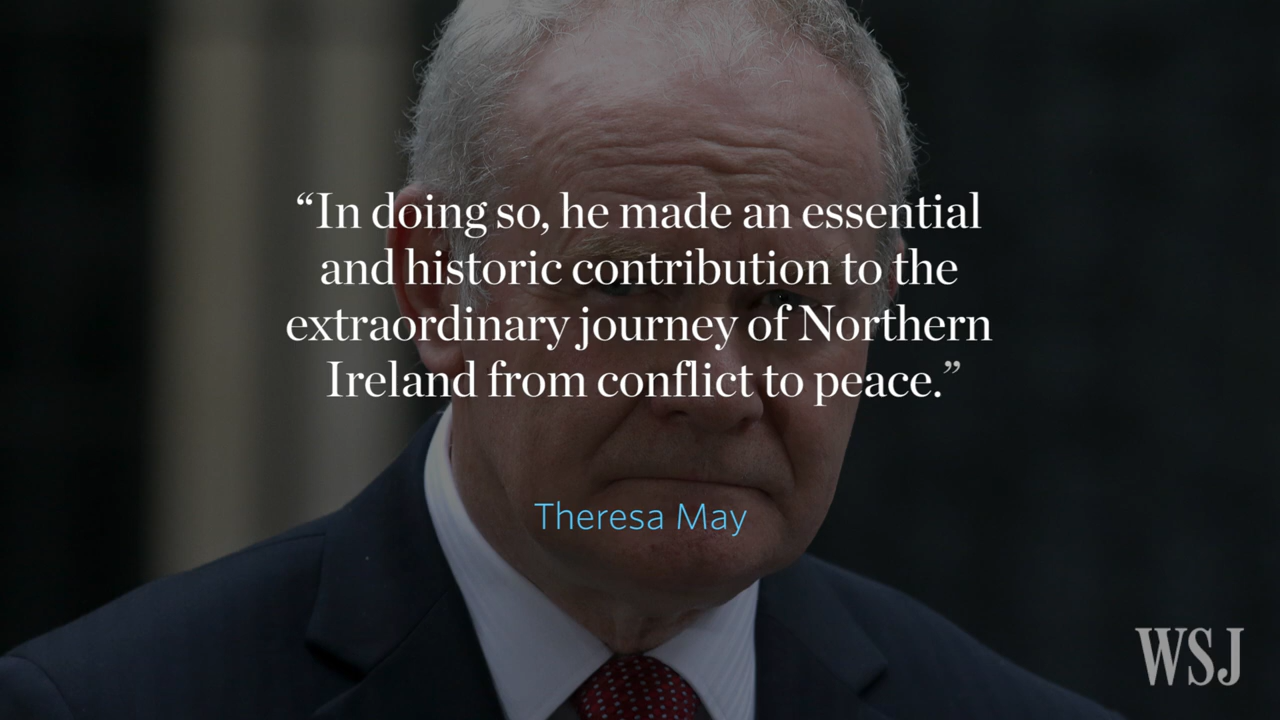 “In doing so, he made an essential
and historic contribution to the
extraordinary journey of Northern
Ireland from conflict to peace.”
Theresa May
WSJ